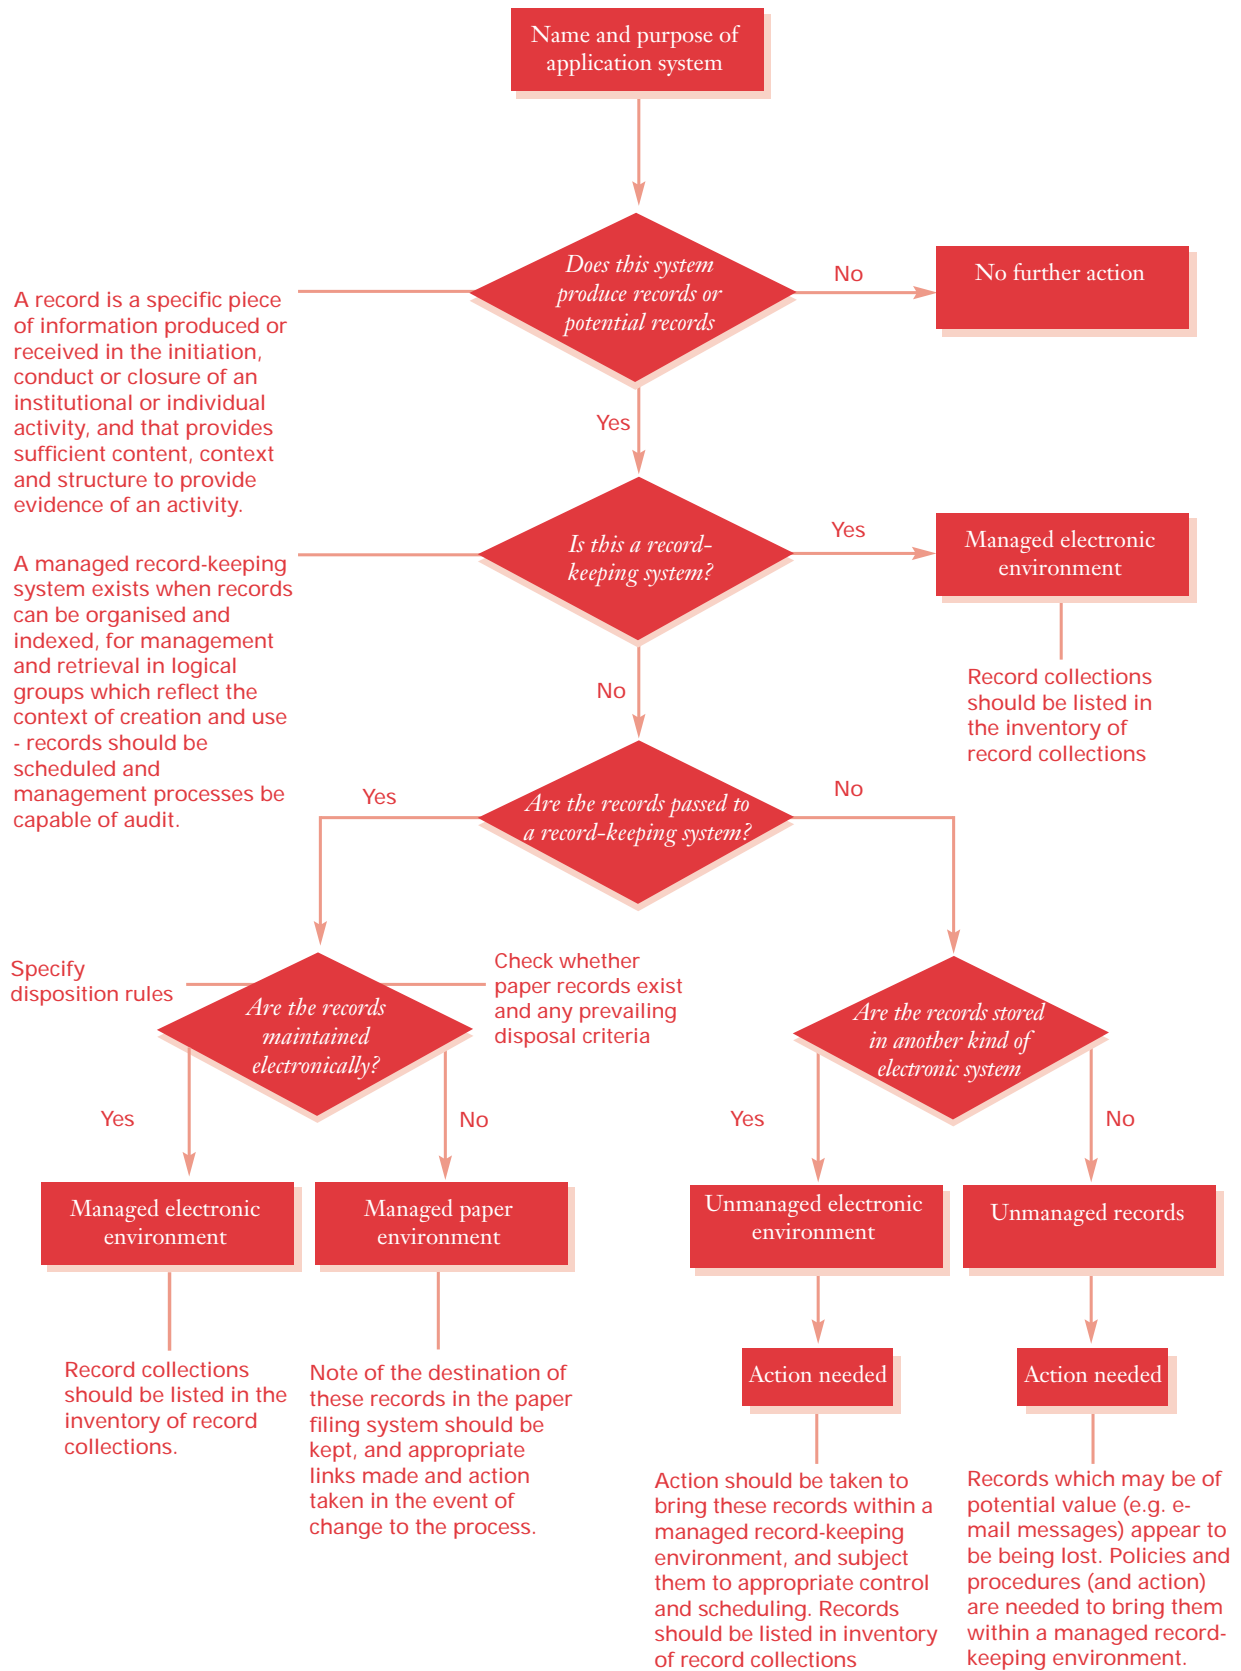 Name and purpose of
application system
Does this system
produce records or
potential records
No
No further action
A record is a specific piece
of information produced or
received in the initiation,
conduct or closure of an
institutional or individual
activity, and that provides
sufficient content, context
and structure to provide
evidence of an activity.
Yes
Is this a record-
keeping system?
Yes
Managed electronic
environment
A managed record-keeping
system exists when records
can be organised and
indexed, for management
and retrieval in logical
groups which reflect the
context of creation and use
- records should be
scheduled and
management processes be
capable of audit.
Record collections
should be listed in
the inventory of
record collections
No
Are the records passed to
a record-keeping system?
Yes
No
Specify
disposition rules
Check whether
paper records exist
and any prevailing
disposal criteria
Are the records
maintained
electronically?
Are the records stored
in another kind of
electronic system
Yes
No
Yes
No
Managed electronic
environment
Managed paper
environment
Unmanaged electronic
environment
Unmanaged records
Record collections
should be listed in the
inventory of record
collections.
Note of the destination of
these records in the paper
filing system should be
kept, and appropriate
links made and action
taken in the event of
change to the process.
Action needed
Action needed
Action should be taken to
bring these records within a
managed record-keeping
environment, and subject
them to appropriate control
and scheduling. Records
should be listed in inventory
of record collections
Records which may be of
potential value (e.g. e-
mail messages) appear to
be being lost. Policies and
procedures (and action)
are needed to bring them
within a managed record-
keeping environment.